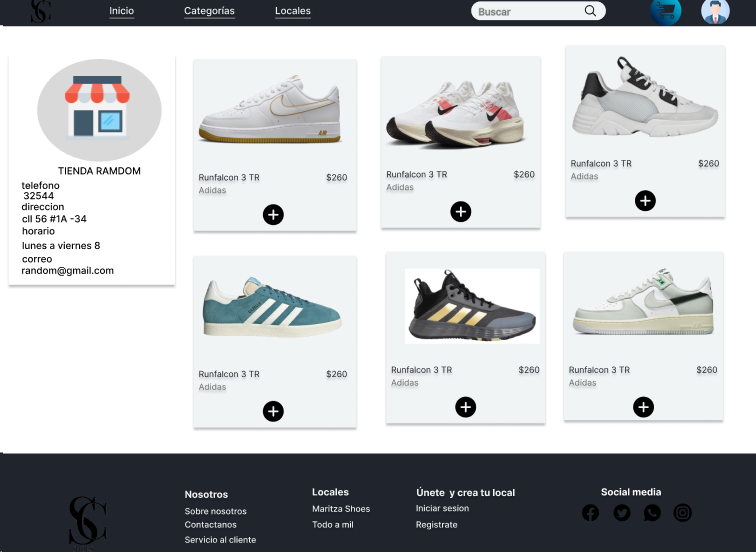 Inicio
Categorías
Locales
Buscar
TIENDA RAMDOM
telefono
32544
direccion
cll 56 #1A -34
horario
lunes a viernes 8
correo
random@gmail.com
Runfalcon 3 TR $260
Adidas
Runfalcon 3 TR $260
Adidas
Runfalcon 3 TR $260
Adidas
Runfalcon 3 TR $260
Adidas
Runfalcon 3 TR $260
Adidas
Runfalcon 3 TR $260
Adidas
SC
Nosotros
Sobre nosotros
Contactanos
Servicio al cliente
Locales
Maritza Shoes
Todo a mil
Únete y crea tu local
Iniciar sesion
Registrate
Social media